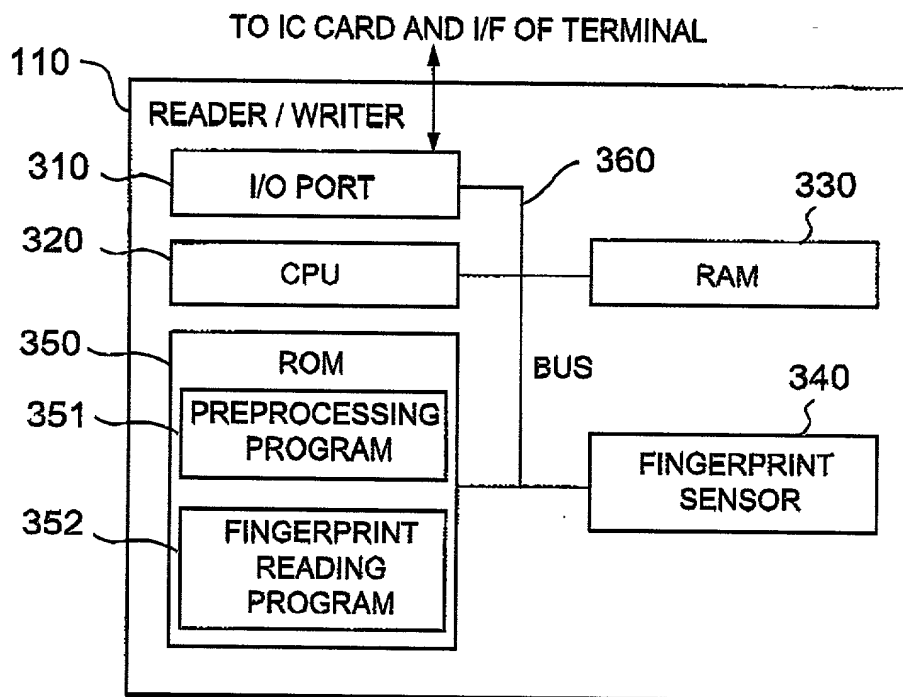 TO IC CARD AND I/F OF TERMINAL
110
READER / WRITER
310
I/O PORT
360
330
320
CPU
RAM
350
ROM
BUS
340
351
PREPROCESSING
PROGRAM
FINGERPRINT
SENSOR
352
FINGERPRINT
READING
PROGRAM